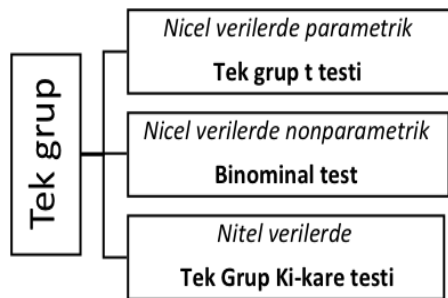 Tek grup
Nicel verilerde parametrik
Tek grup t testi
Nicel verilerde nonparametrik
Binominal test
Nitel verilerde
Tek Grup Ki-kare testi